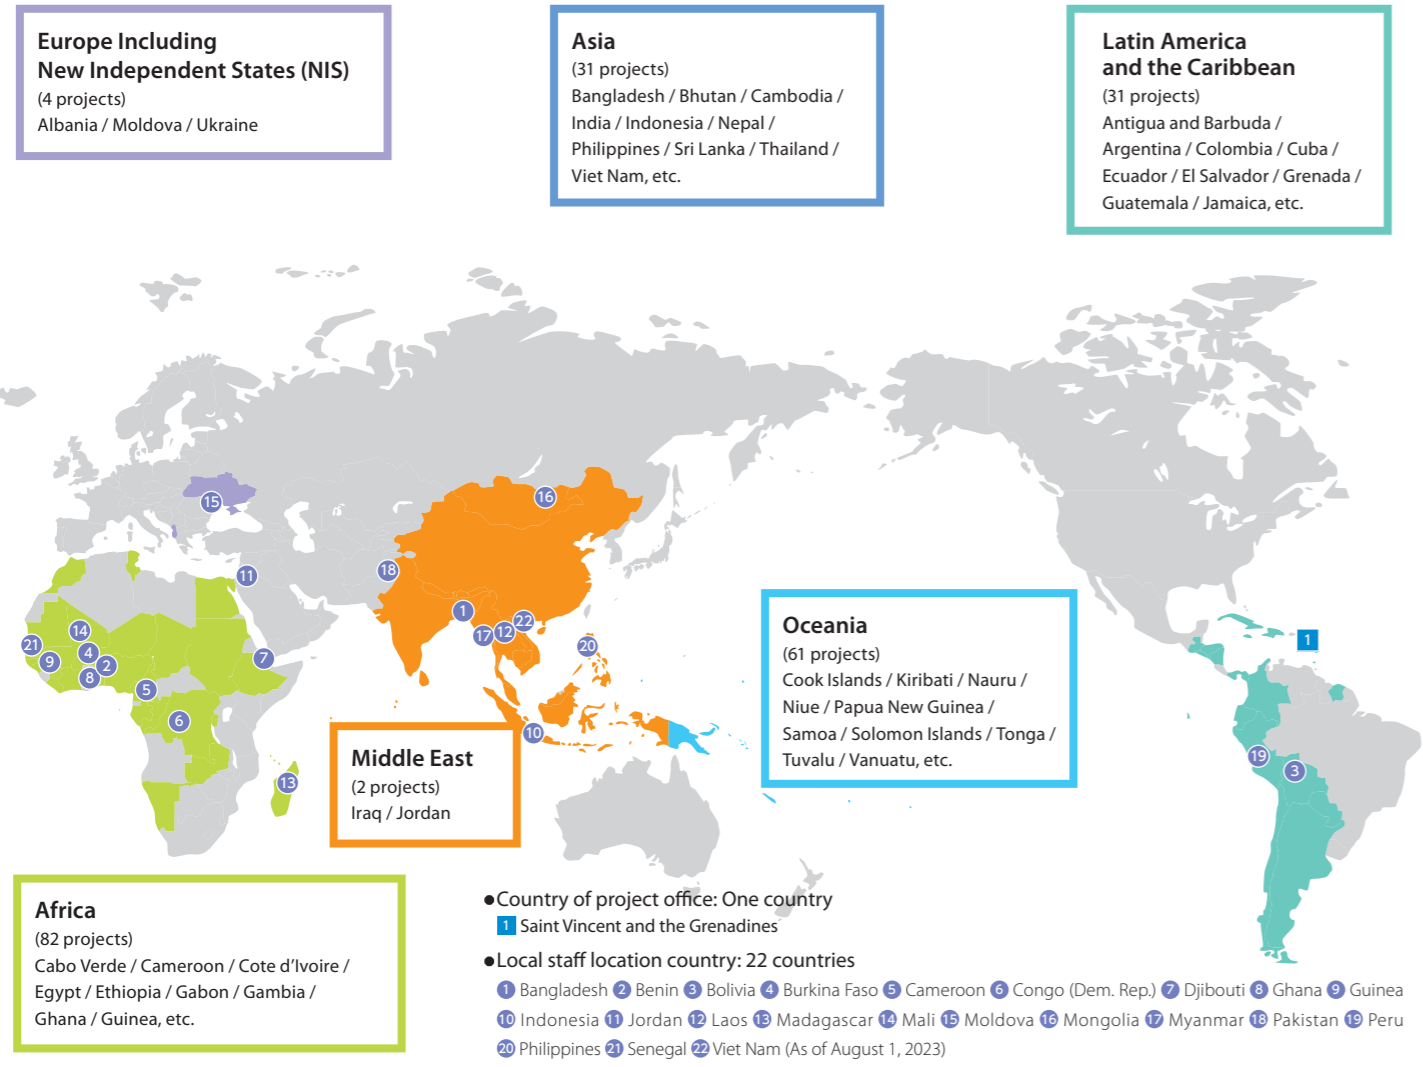 Europe Including
New Independent States (NIS)
(4 projects)
Albania / Moldova / Ukraine
Asia
(31 projects)
Bangladesh / Bhutan / Cambodia /
India / Indonesia / Nepal /
Philippines / Sri Lanka / Thailand /
Viet Nam, etc.
Latin America
and the Caribbean
(31 projects)
Antigua and Barbuda /
Argentina / Colombia / Cuba /
Ecuador / El Salvador / Grenada /
Guatemala / Jamaica, etc.
15
16
11
18
1
22
14
21
4
17
12
20
9
2
7
8
5
6
10
13
1
19
3
Oceania
(61 projects)
Cook Islands / Kiribati / Nauru /
Niue / Papua New Guinea /
Samoa / Solomon Islands / Tonga /
Tuvalu / Vanuatu, etc.
Middle East
(2 projects)
Iraq / Jordan
Africa
(82 projects)
Cabo Verde / Cameroon / Cote d'Ivoire /
Egypt / Ethiopia / Gabon / Gambia /
Ghana / Guinea, etc.
●Country of project office: One country
1 Saint Vincent and the Grenadines
●Local staff location country: 22 countries
1 Bangladesh 2 Benin 3 Bolivia 4 Burkina Faso 5 Cameroon 6 Congo (Dem. Rep.) 7 Djibouti 8 Ghana 9 Guinea
10 Indonesia 11 Jordan 12 Laos 13 Madagascar 14 Mali 15 Moldova 16 Mongolia 17 Myanmar 18 Pakistan 19 Peru
20 Philippines 21 Senegal 22 Viet Nam (As of August 1, 2023)